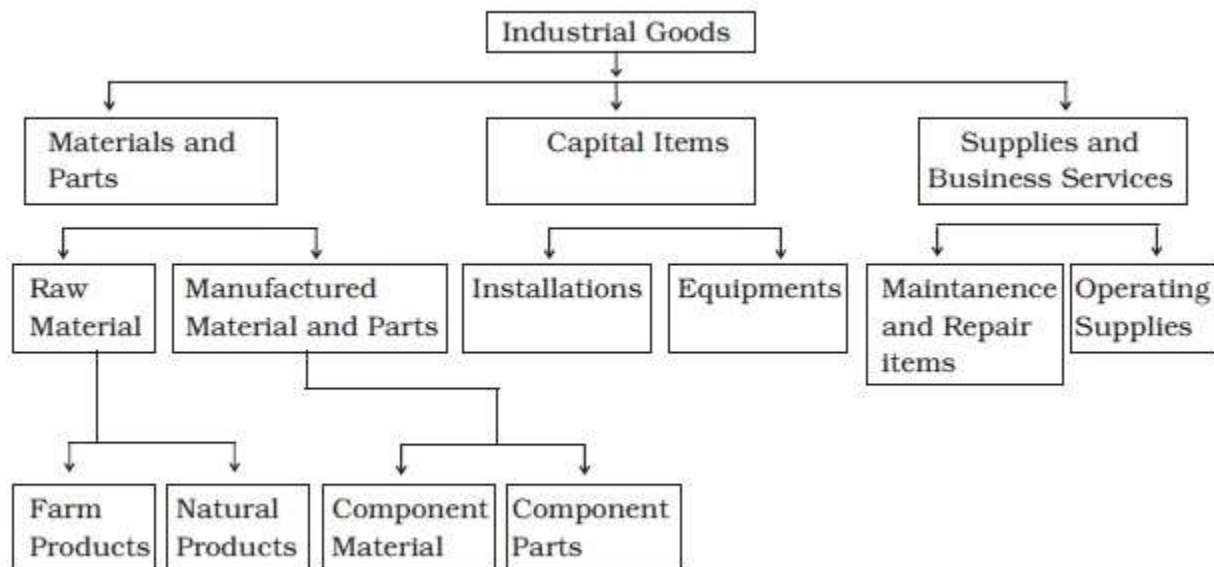 Industrial Goods
Materials and
Parts
Capital Items
Supplies and
Business Services
Raw
Material
Manufactured
Material and Parts
Installations
Equipments
Maintanence
and Repair
items
Operating
Supplies
Farm
Products
Natural
Products
Component
Material
Component
Parts